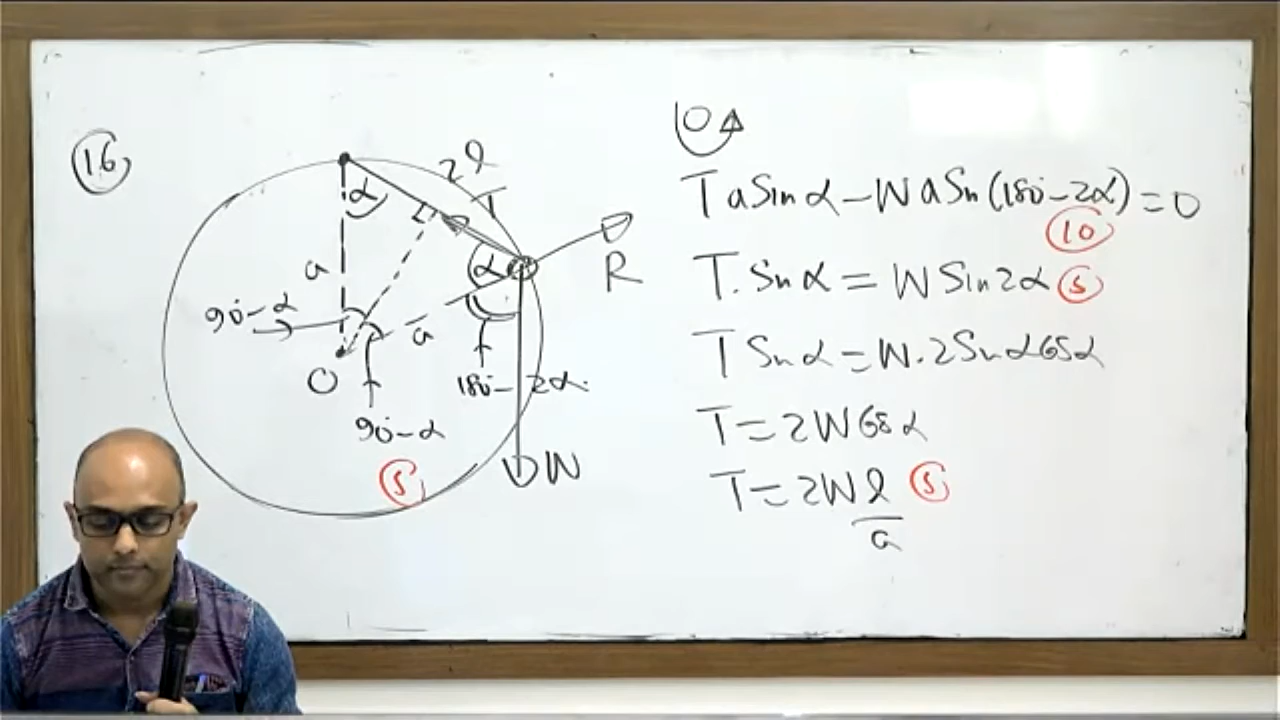 16
2l
T
α
R
α
a
90°-α
a
O
180°-2α
90°-α
5
W
O
T a Sin α - W a Sin (180°-2α) = 0
10
T. Sin α = W Sin 2α 5
T Sin α = W. 2 Sin α Cos α
T = 2W Cos α
T = 2W l 5
a